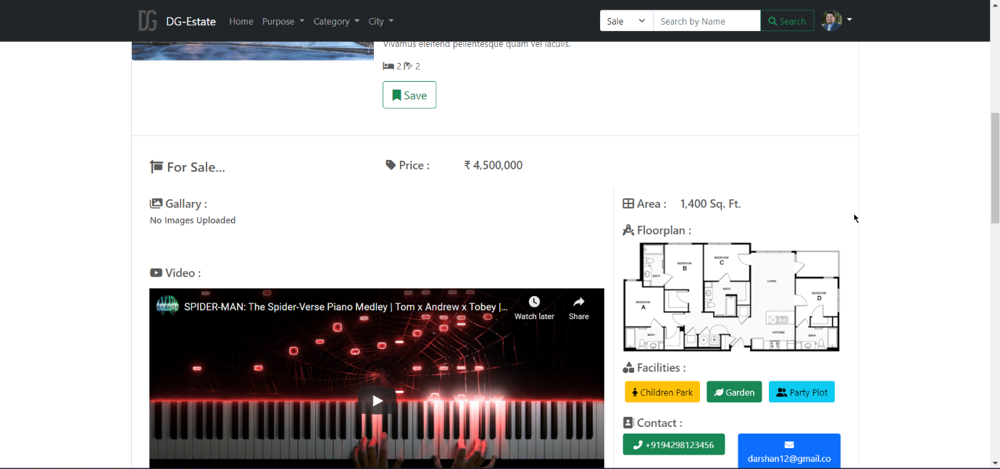 DG DG-Estate Home Purpose Category City Sale Search by Name Search
Vivamus eleifend pellentesque quam vel iaculis.
2 2
Save
For Sale...
Price : ₹ 4,500,000
Gallary :
No Images Uploaded
Video :
SPIDER-MAN: The Spider-Verse Piano Medley | Tom x Andrew x Tobey |...
Watch later
Share
Area : 1,400 Sq. Ft.
Floorplan :
BATH
BEDROOM
B
BEDROOM
C
BATH
LIVING
BEDROOM
D
BEDROOM
A
BATH
KITCHEN
BATH
Facilities :
Children Park Garden Party Plot
Contact :
+9194298123456
darshan12@gmail.co